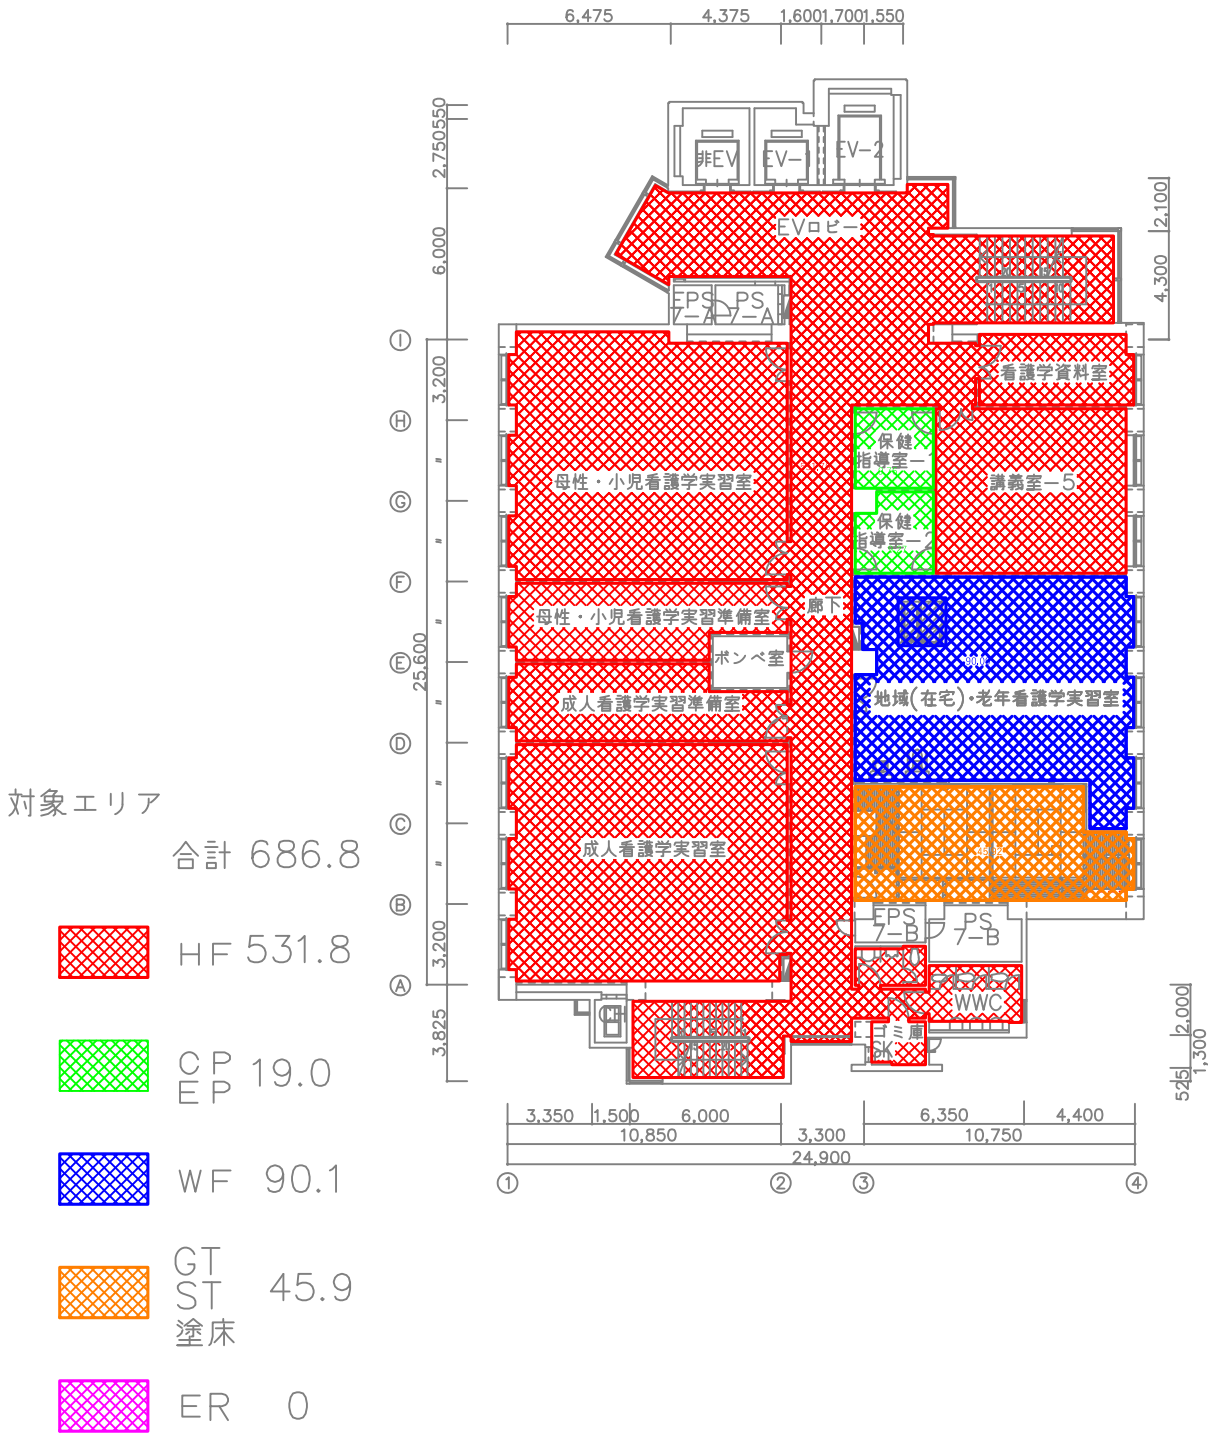 6,475
4,375
1,600
1,700
1,550
550
2,750
6,000
2,100
4,300
非EV
EV-1
EV-2
EVロビー
EPS
7-A
PS
7-A
I
H
G
F
E
D
C
B
A
3,200
〃
〃
〃
〃
〃
〃
3,200
25,600
3,825
看護学資料室
保健
指導室-1
保健
指導室-2
講義室-5
母性・小児看護学実習室
母性・小児看護学実習準備室
廊下
ボンベ室
成人看護学実習準備室
90.1
地域(在宅)・老年看護学実習室
成人看護学実習室
45.92
EPS
7-B
PS
7-B
WWC
ゴミ庫
SK
2,000
1,300
525
3,350
1,500
6,000
6,350
4,400
10,850
3,300
10,750
24,900
1
2
3
4
対象エリア
合計 686.8
HF 531.8
CP
EP 19.0
WF 90.1
GT
ST 45.9
塗床
ER 0